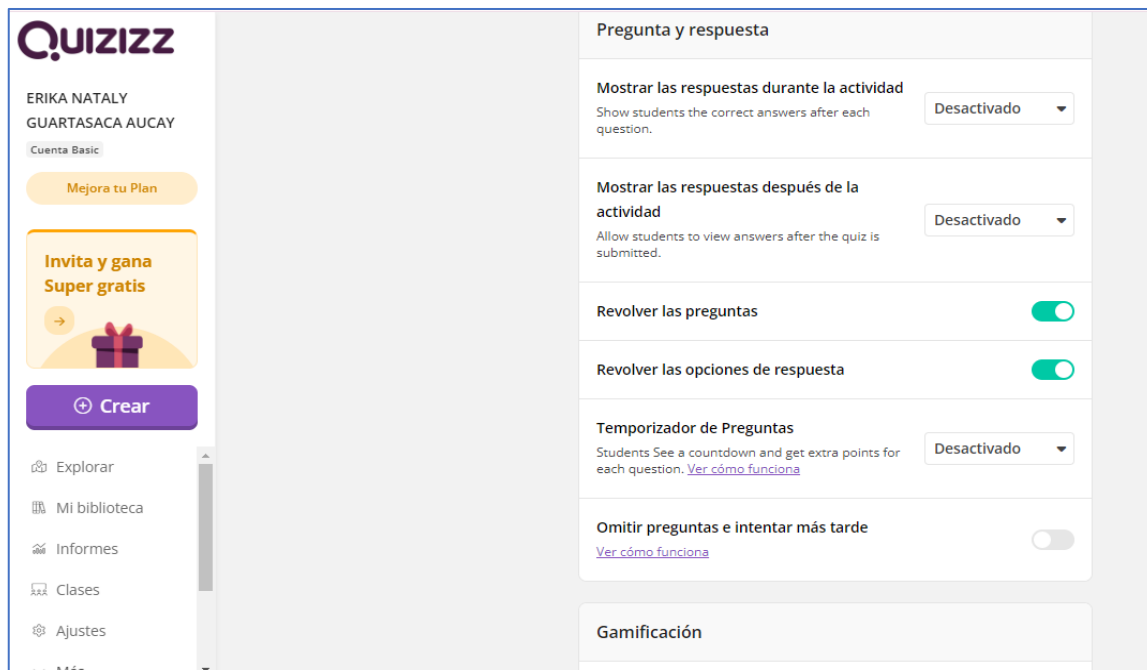 QUIZIZZ
ERIKA NATALY
GUARTASACA AUCAY
Cuenta Basic
Mejora tu Plan
Invita y gana
Super gratis
Crear
Explorar
Mi biblioteca
Informes
Clases
Ajustes
Más
Pregunta y respuesta
Mostrar las respuestas durante la actividad
Show students the correct answers after each
question.
Desactivado
Mostrar las respuestas después de la
actividad
Allow students to view answers after the quiz is
submitted.
Desactivado
Revolver las preguntas
Revolver las opciones de respuesta
Temporizador de Preguntas
Students See a countdown and get extra points for
each question. Ver cómo funciona
Desactivado
Omitir preguntas e intentar más tarde
Ver cómo funciona
Gamificación